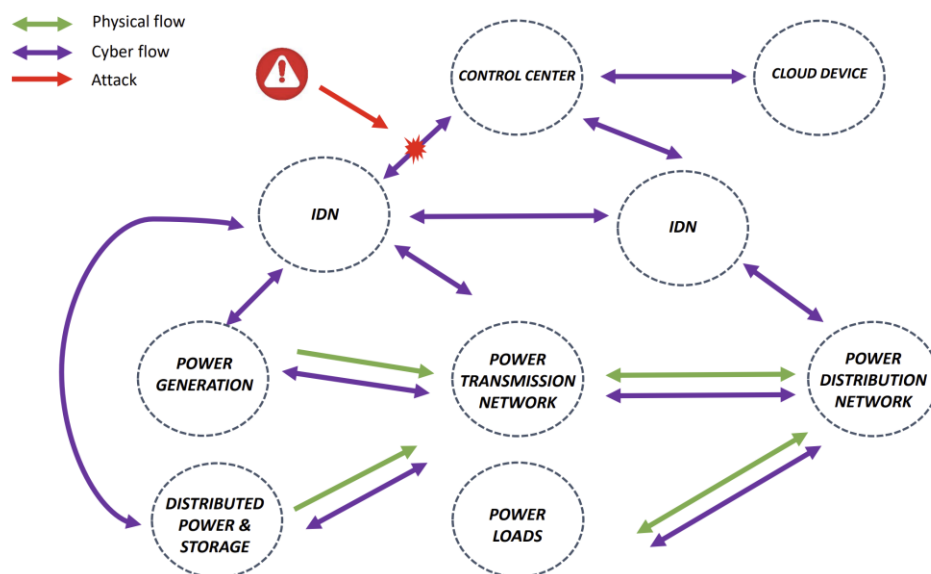 Physical flow
Cyber flow
Attack
CONTROL CENTER
CLOUD DEVICE
IDN
IDN
POWER
GENERATION
POWER
TRANSMISSION
NETWORK
POWER
DISTRIBUTION
NETWORK
DISTRIBUTED
POWER &
STORAGE
POWER
LOADS